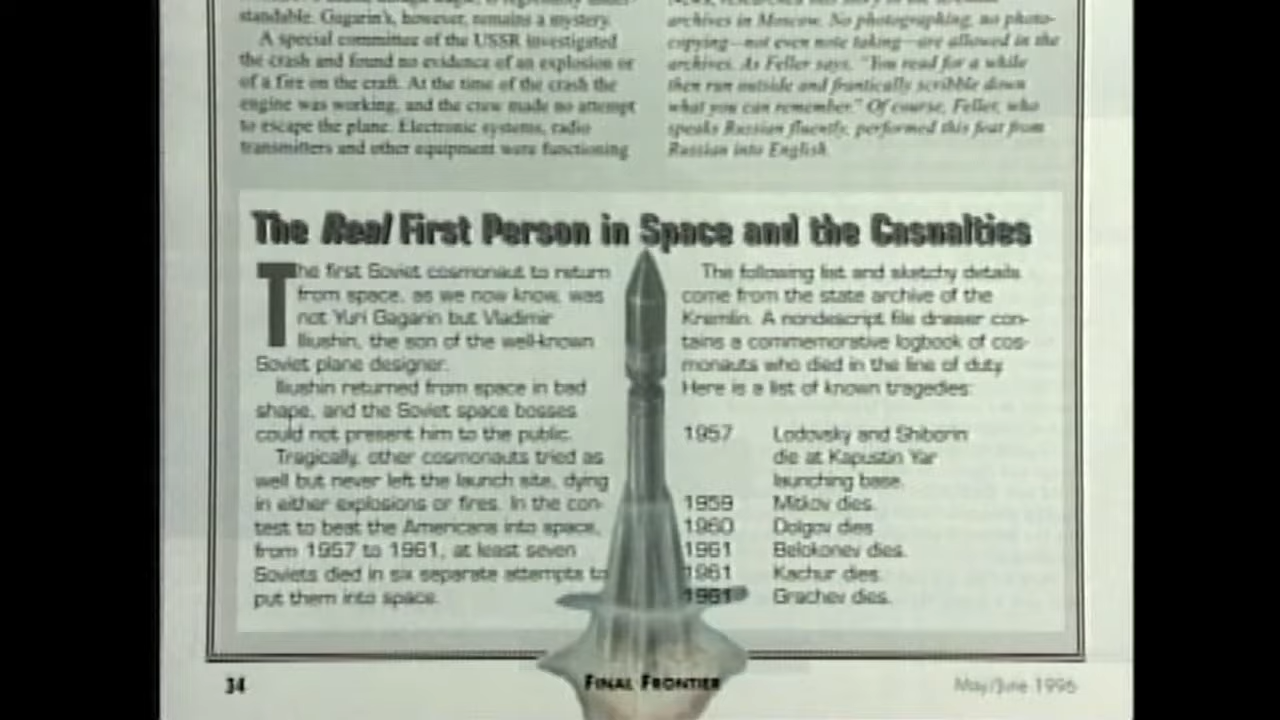 standable. Gagarin's, however, remains a mystery.
A special committee of the USSR investigated
the crash and found no evidence of an explosion or
of a fire on the craft. At the time of the crash the
engine was working, and the crew made no attempt
to escape the plane. Electronic systems, radio
transmitters and other equipment were functioning
archives in Moscow. No photographing, no photo-
copying—not even note taking—are allowed in the
archives. As Feller says, "You read for a while
then run outside and frantically scribble down
what you can remember." Of course, Feller, who
speaks Russian fluently, performed this feat from
Russian into English.
The Real First Person in Space and the Casualties
The first Soviet cosmonaut to return
from space, as we now know, was
not Yuri Gagarin but Vladimir
Iliushin, the son of the well-known
Soviet plane designer.
Iliushin returned from space in bad
shape, and the Soviet space bosses
could not present him to the public.
Tragically, other cosmonauts tried as
well but never left the launch site, dying
in either explosions or fires. In the con-
test to beat the Americans into space,
from 1957 to 1961, at least seven
Soviets died in six separate attempts to
put them into space.
The following list and sketchy details
come from the state archive of the
Kremlin. A nondescript file drawer con-
tains a commemorative logbook of cos-
monauts who died in the line of duty.
Here is a list of known tragedies:
1957 Lodovsky and Shiborin
die at Kapustin Yar
launching base.
1959 Mitkov dies.
1960 Dolgov dies.
1961 Belokonev dies.
1961 Kachur dies.
1961 Grachev dies.
34
FINAL FRONTIER
May/June 1996